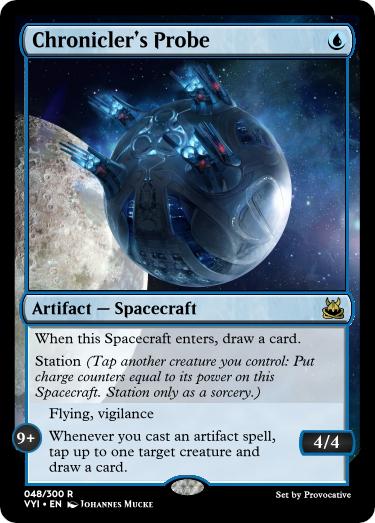 Chronicler's Probe
Artifact — Spacecraft
When this Spacecraft enters, draw a card.
Station (Tap another creature you control: Put
charge counters equal to its power on this
Spacecraft. Station only as a sorcery.)
Flying, vigilance
9+
Whenever you cast an artifact spell,
tap up to one target creature and
draw a card.
4/4
048/300 R
VYI • EN Johannes Mucke
Set by Provocative